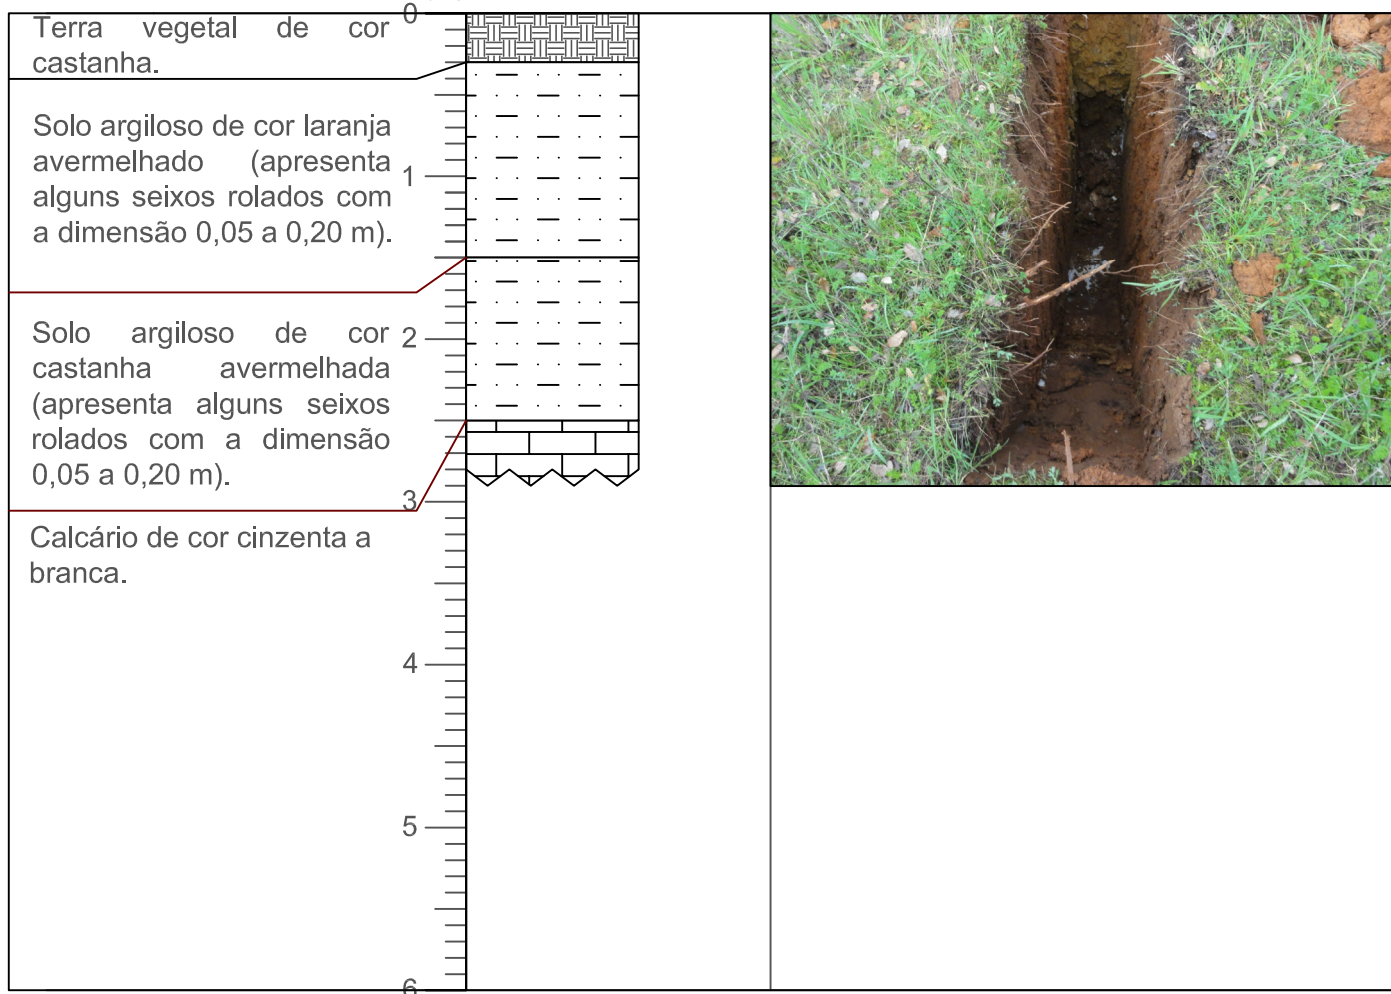 Terra vegetal de cor
castanha.
Solo argiloso de cor laranja
avermelhado (apresenta
alguns seixos rolados com
a dimensão 0,05 a 0,20 m).
Solo argiloso de cor
castanha avermelhada
(apresenta alguns seixos
rolados com a dimensão
0,05 a 0,20 m).
Calcário de cor cinzenta a
branca.
0
1
2
3
4
5
6